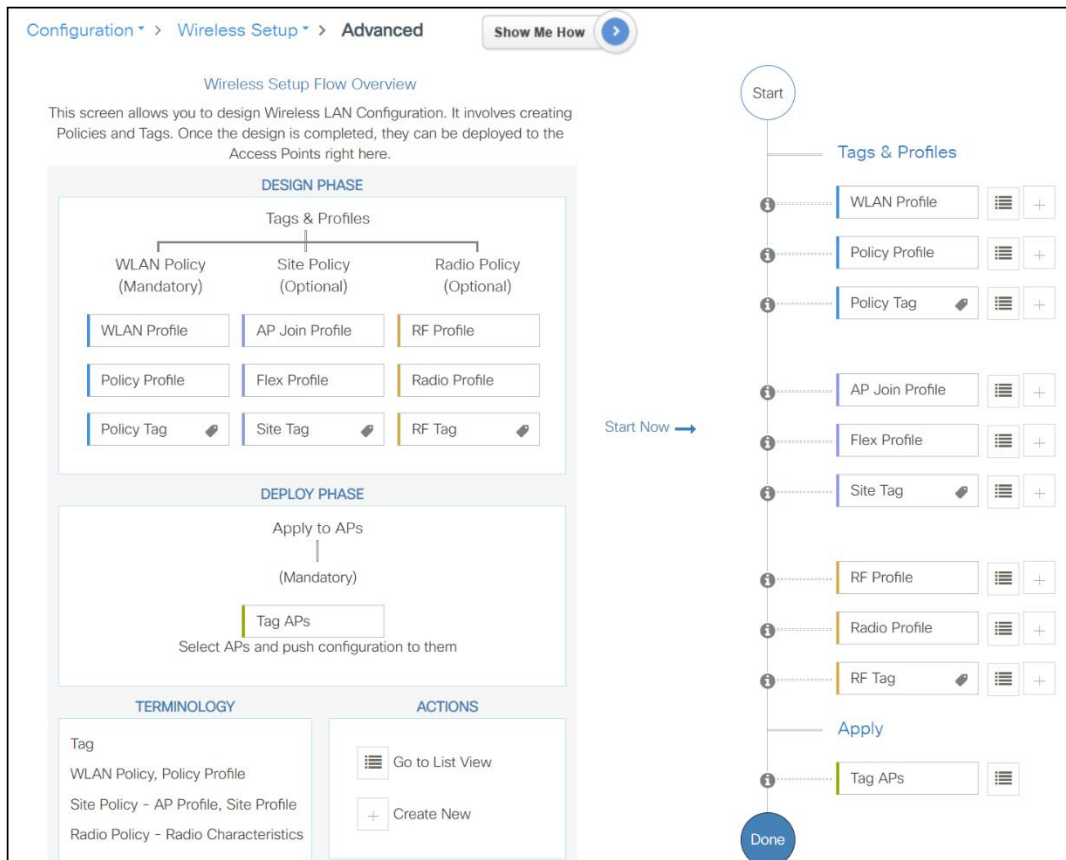 Configuration > Wireless Setup > Advanced
Show Me How
Wireless Setup Flow Overview
This screen allows you to design Wireless LAN Configuration. It involves creating
Policies and Tags. Once the design is completed, they can be deployed to the
Access Points right here.
DESIGN PHASE
Tags & Profiles
WLAN Policy
(Mandatory)
Site Policy
(Optional)
Radio Policy
(Optional)
WLAN Profile
AP Join Profile
RF Profile
Policy Profile
Flex Profile
Radio Profile
Policy Tag
Site Tag
RF Tag
DEPLOY PHASE
Apply to APs
(Mandatory)
Tag APs
Select APs and push configuration to them
TERMINOLOGY
Tag
WLAN Policy, Policy Profile
Site Policy - AP Profile, Site Profile
Radio Policy - Radio Characteristics
ACTIONS
Go to List View
Create New
Start Now
Start
Tags & Profiles
WLAN Profile
Policy Profile
Policy Tag
AP Join Profile
Flex Profile
Site Tag
RF Profile
Radio Profile
RF Tag
Apply
Tag APs
Done